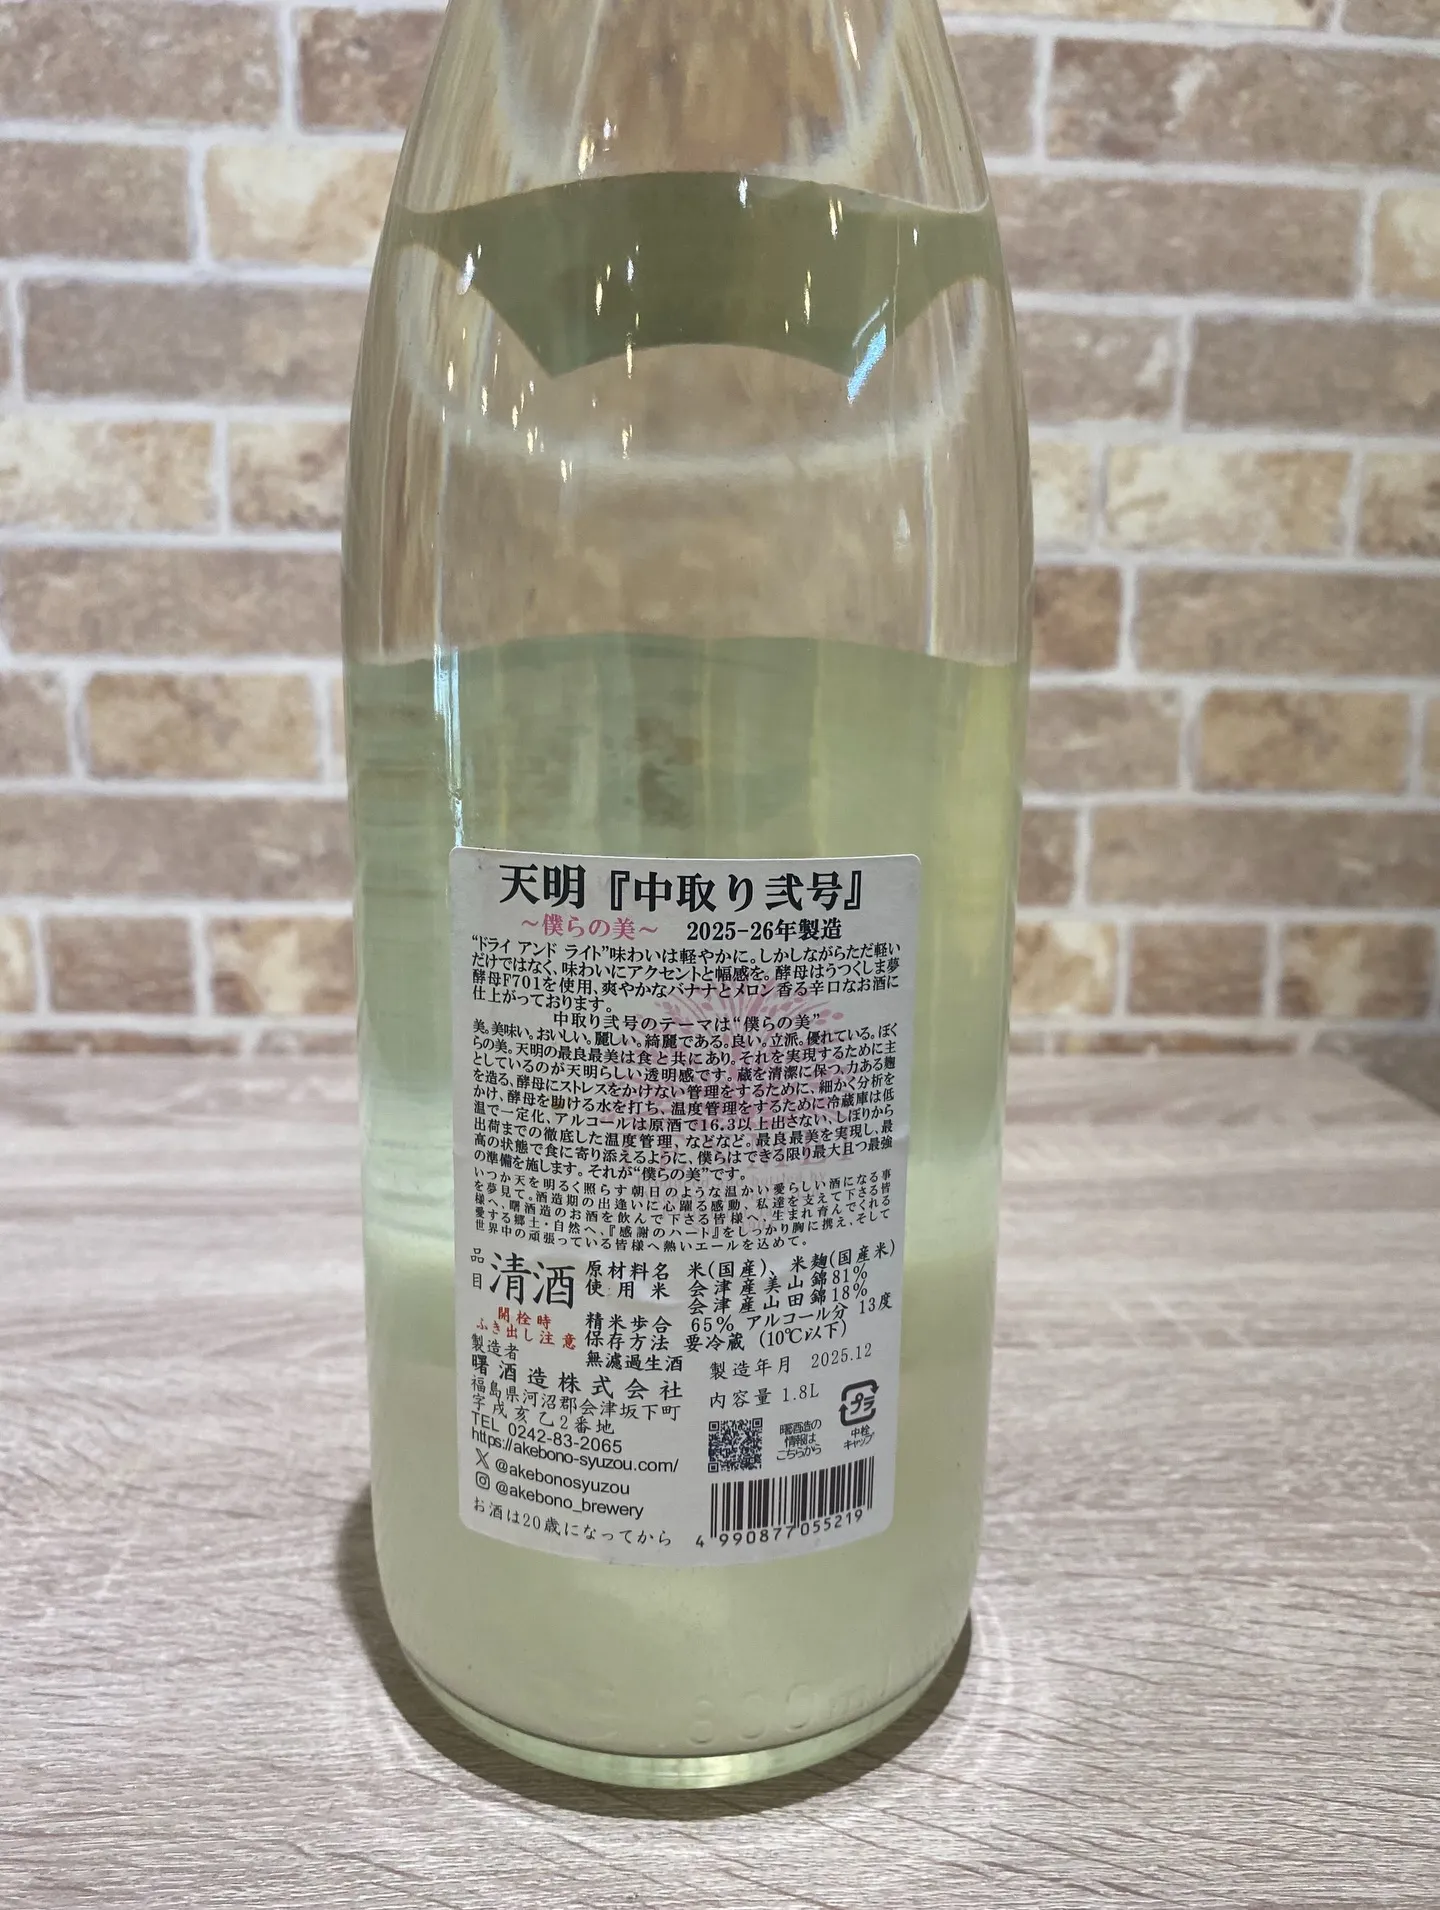 天明『中取り弐号』
～僕らの美～ 2025-26年製造
“ドライ アンド ライト”味わいは軽やかに。しかしながらただ軽い
だけではなく、味わいにアクセントと幅感を。酵母はうつくしま夢
酵母F701を使用、爽やかなバナナとメロン香る辛口なお酒に
仕上がっております。
中取り弐号のテーマは“僕らの美”
美。美味い。おいしい。麗しい。綺麗である。良い。立派。優れている。ぼく
らの美。天明の最良最美は食と共にあり。それを実現するために主
としているのが天明らしい透明感です。蔵を清潔に保つ、力ある麹
を造る、酵母にストレスをかけない管理をするために、細かく分析を
かけ、酵母を助ける水を打ち、温度管理をするために冷蔵庫は低
温で一定化、アルコールは原酒で16.3以上出さない、しぼりから
出荷までの徹底した温度管理、などなど。最良最美を実現し、最
高の状態で食に寄り添えるように、僕らはできる限り最大且つ最強
の準備を施します。それが“僕らの美”です。
いつか天を明るく照らす朝日のような温かい愛らしい酒になる事
を夢見て。酒造期の出逢いに心躍る感動、私達を支えて下さる皆
様へ、曙酒造のお酒を飲んで下さる皆様へ、生まれ育んでくれる
愛する郷土・自然へ、『感謝のハート』をしっかり胸に携え、そして
世界中の頑張っている皆様へ熱いエールを込めて。
品目 清酒
原材料名 米(国産)、米麹(国産米)
使用米 会津産美山錦81%
会津産山田錦18%
精米歩合 65% アルコール分 13度
保存方法 要冷蔵(10℃以下)
開栓時
ふき出し注意
無濾過生酒 製造年月 2025.12
製造者
曙酒造株式会社 内容量 1.8L
福島県河沼郡会津坂下町
字戌亥乙2番地
TEL 0242-83-2065
https://akebono-syuzou.com/
@akebonosyuzou
@akebono_brewery
お酒は20歳になってから
曙酒造の
情報は
こちらから
プラ
中栓
キャップ
4 990877 055219